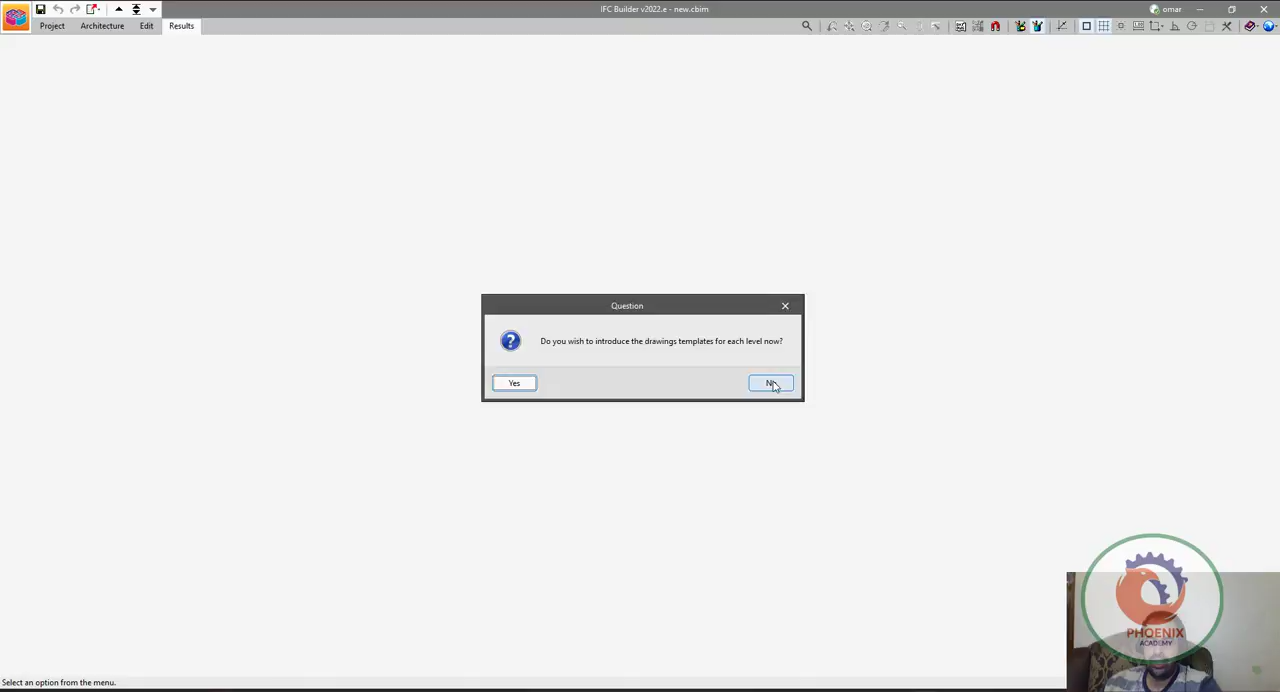 IFC Builder v2022.e - new.cbim
omar
Project
Architecture
Edit
Results
Question
Do you wish to introduce the drawings templates for each level now?
Yes
Select an option from the menu.
PHOENIX
ACADEMY